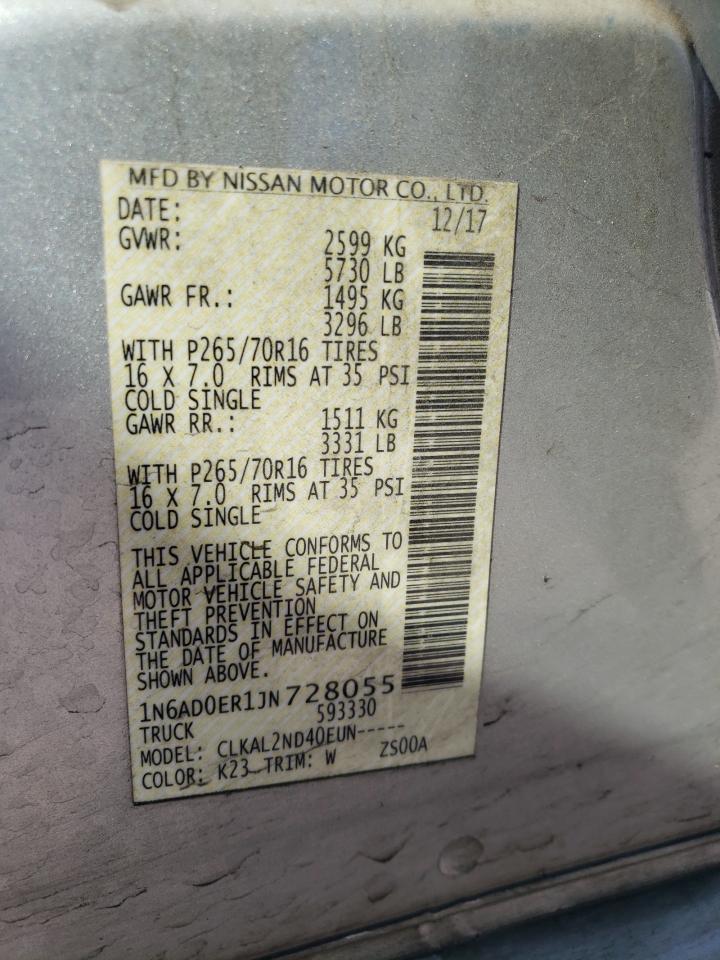 MFD BY NISSAN MOTOR CO., LTD.
DATE: 12/17
GVWR: 2599 KG
5730 LB
GAWR FR.: 1495 KG
3296 LB
WITH P265/70R16 TIRES
16 X 7.0 RIMS AT 35 PSI
COLD SINGLE
GAWR RR.: 1511 KG
3331 LB
WITH P265/70R16 TIRES
16 X 7.0 RIMS AT 35 PSI
COLD SINGLE
THIS VEHICLE CONFORMS TO
ALL APPLICABLE FEDERAL
MOTOR VEHICLE SAFETY AND
THEFT PREVENTION
STANDARDS IN EFFECT ON
THE DATE OF MANUFACTURE
SHOWN ABOVE.
1N6AD0ER1JN728055
593330
TRUCK
MODEL: CLKAL2ND40EUN-----
COLOR: K23 TRIM: W ZS00A